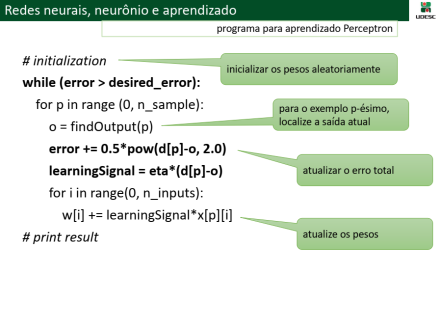 Redes neurais, neurônio e aprendizado
UDESC
programa para aprendizado Perceptron
# initialization
inicializar os pesos aleatoriamente
while (error > desired_error):
for p in range (0, n_sample):
para o exemplo p-ésimo,
localize a saída atual
o = findOutput(p)
error += 0.5*pow(d[p]-o, 2.0)
learningSignal = eta*(d[p]-o)
atualizar o erro total
for i in range(0, n_inputs):
w[i] += learningSignal*x[p][i]
atualize os pesos
# print result